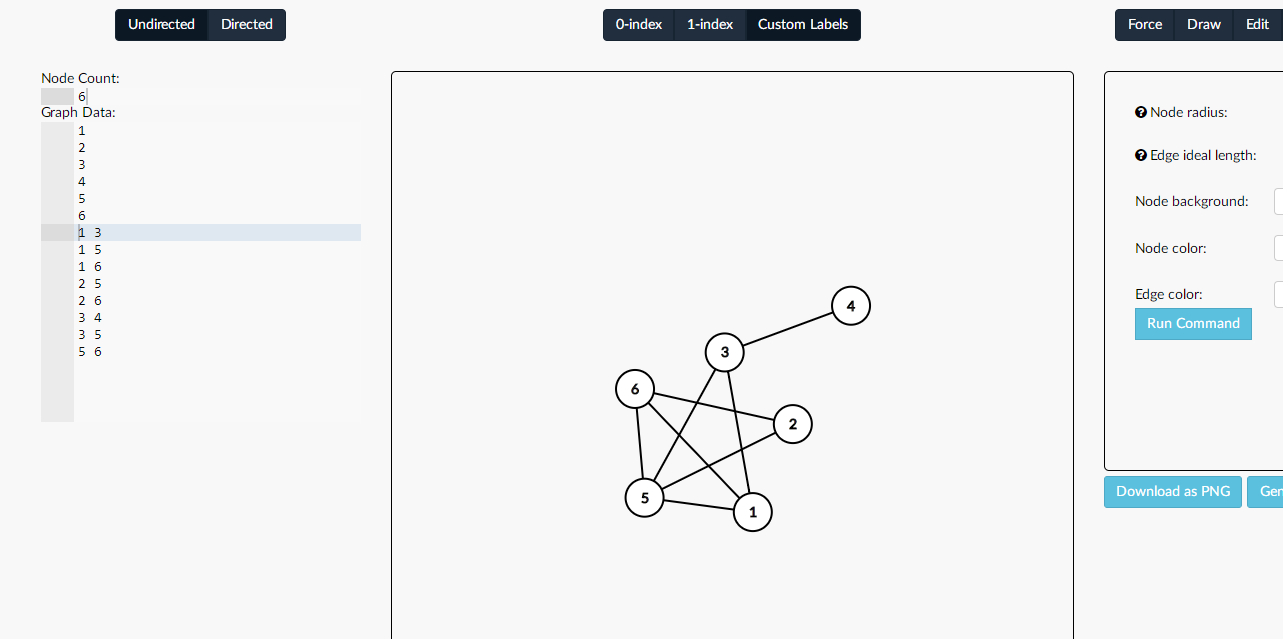 Undirected Directed 0-index 1-index Custom Labels Force Draw Edit
Node Count:
6
Graph Data:
1
2
3
4
5
6
1 3
1 5
1 6
2 5
2 6
3 4
3 5
5 6
4
3
6
2
5
1
Node radius:
Edge ideal length:
Node background:
Node color:
Edge color:
Run Command
Download as PNG
Gen